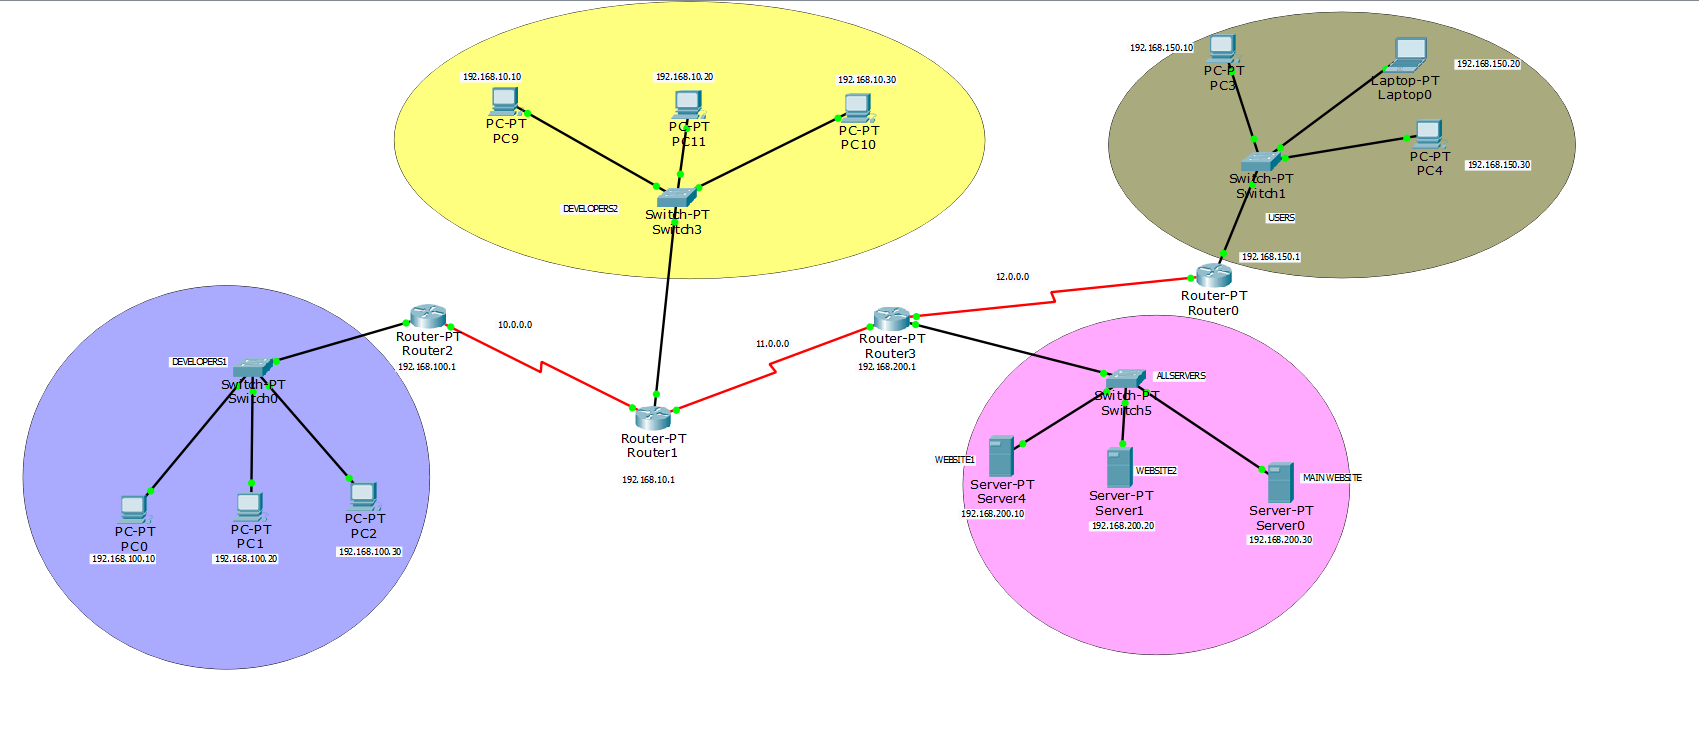 192.168.10.10
PC-PT
PC9
192.168.10.20
PC-PT
PC11
192.168.10.30
PC-PT
PC10
DEVELOPERS2
Switch-PT
Switch3
192.168.150.10
PC-PT
PC3
Laptop-PT
Laptop0
192.168.150.20
PC-PT
PC4
192.168.150.30
Switch-PT
Switch1
USERS
192.168.150.1
Router-PT
Router0
12.0.0.0
DEVELOPERS1
Switch-PT
Switch0
Router-PT
Router2
192.168.100.1
10.0.0.0
PC-PT
PC0
192.168.100.10
PC-PT
PC1
192.168.100.20
PC-PT
PC2
192.168.100.30
Router-PT
Router1
192.168.10.1
11.0.0.0
Router-PT
Router3
192.168.200.1
ALLSERVERS
Switch-PT
Switch5
WEBSITE1
Server-PT
Server4
192.168.200.10
WEBSITE2
Server-PT
Server1
192.168.200.20
MAIN WEBSITE
Server-PT
Server0
192.168.200.30